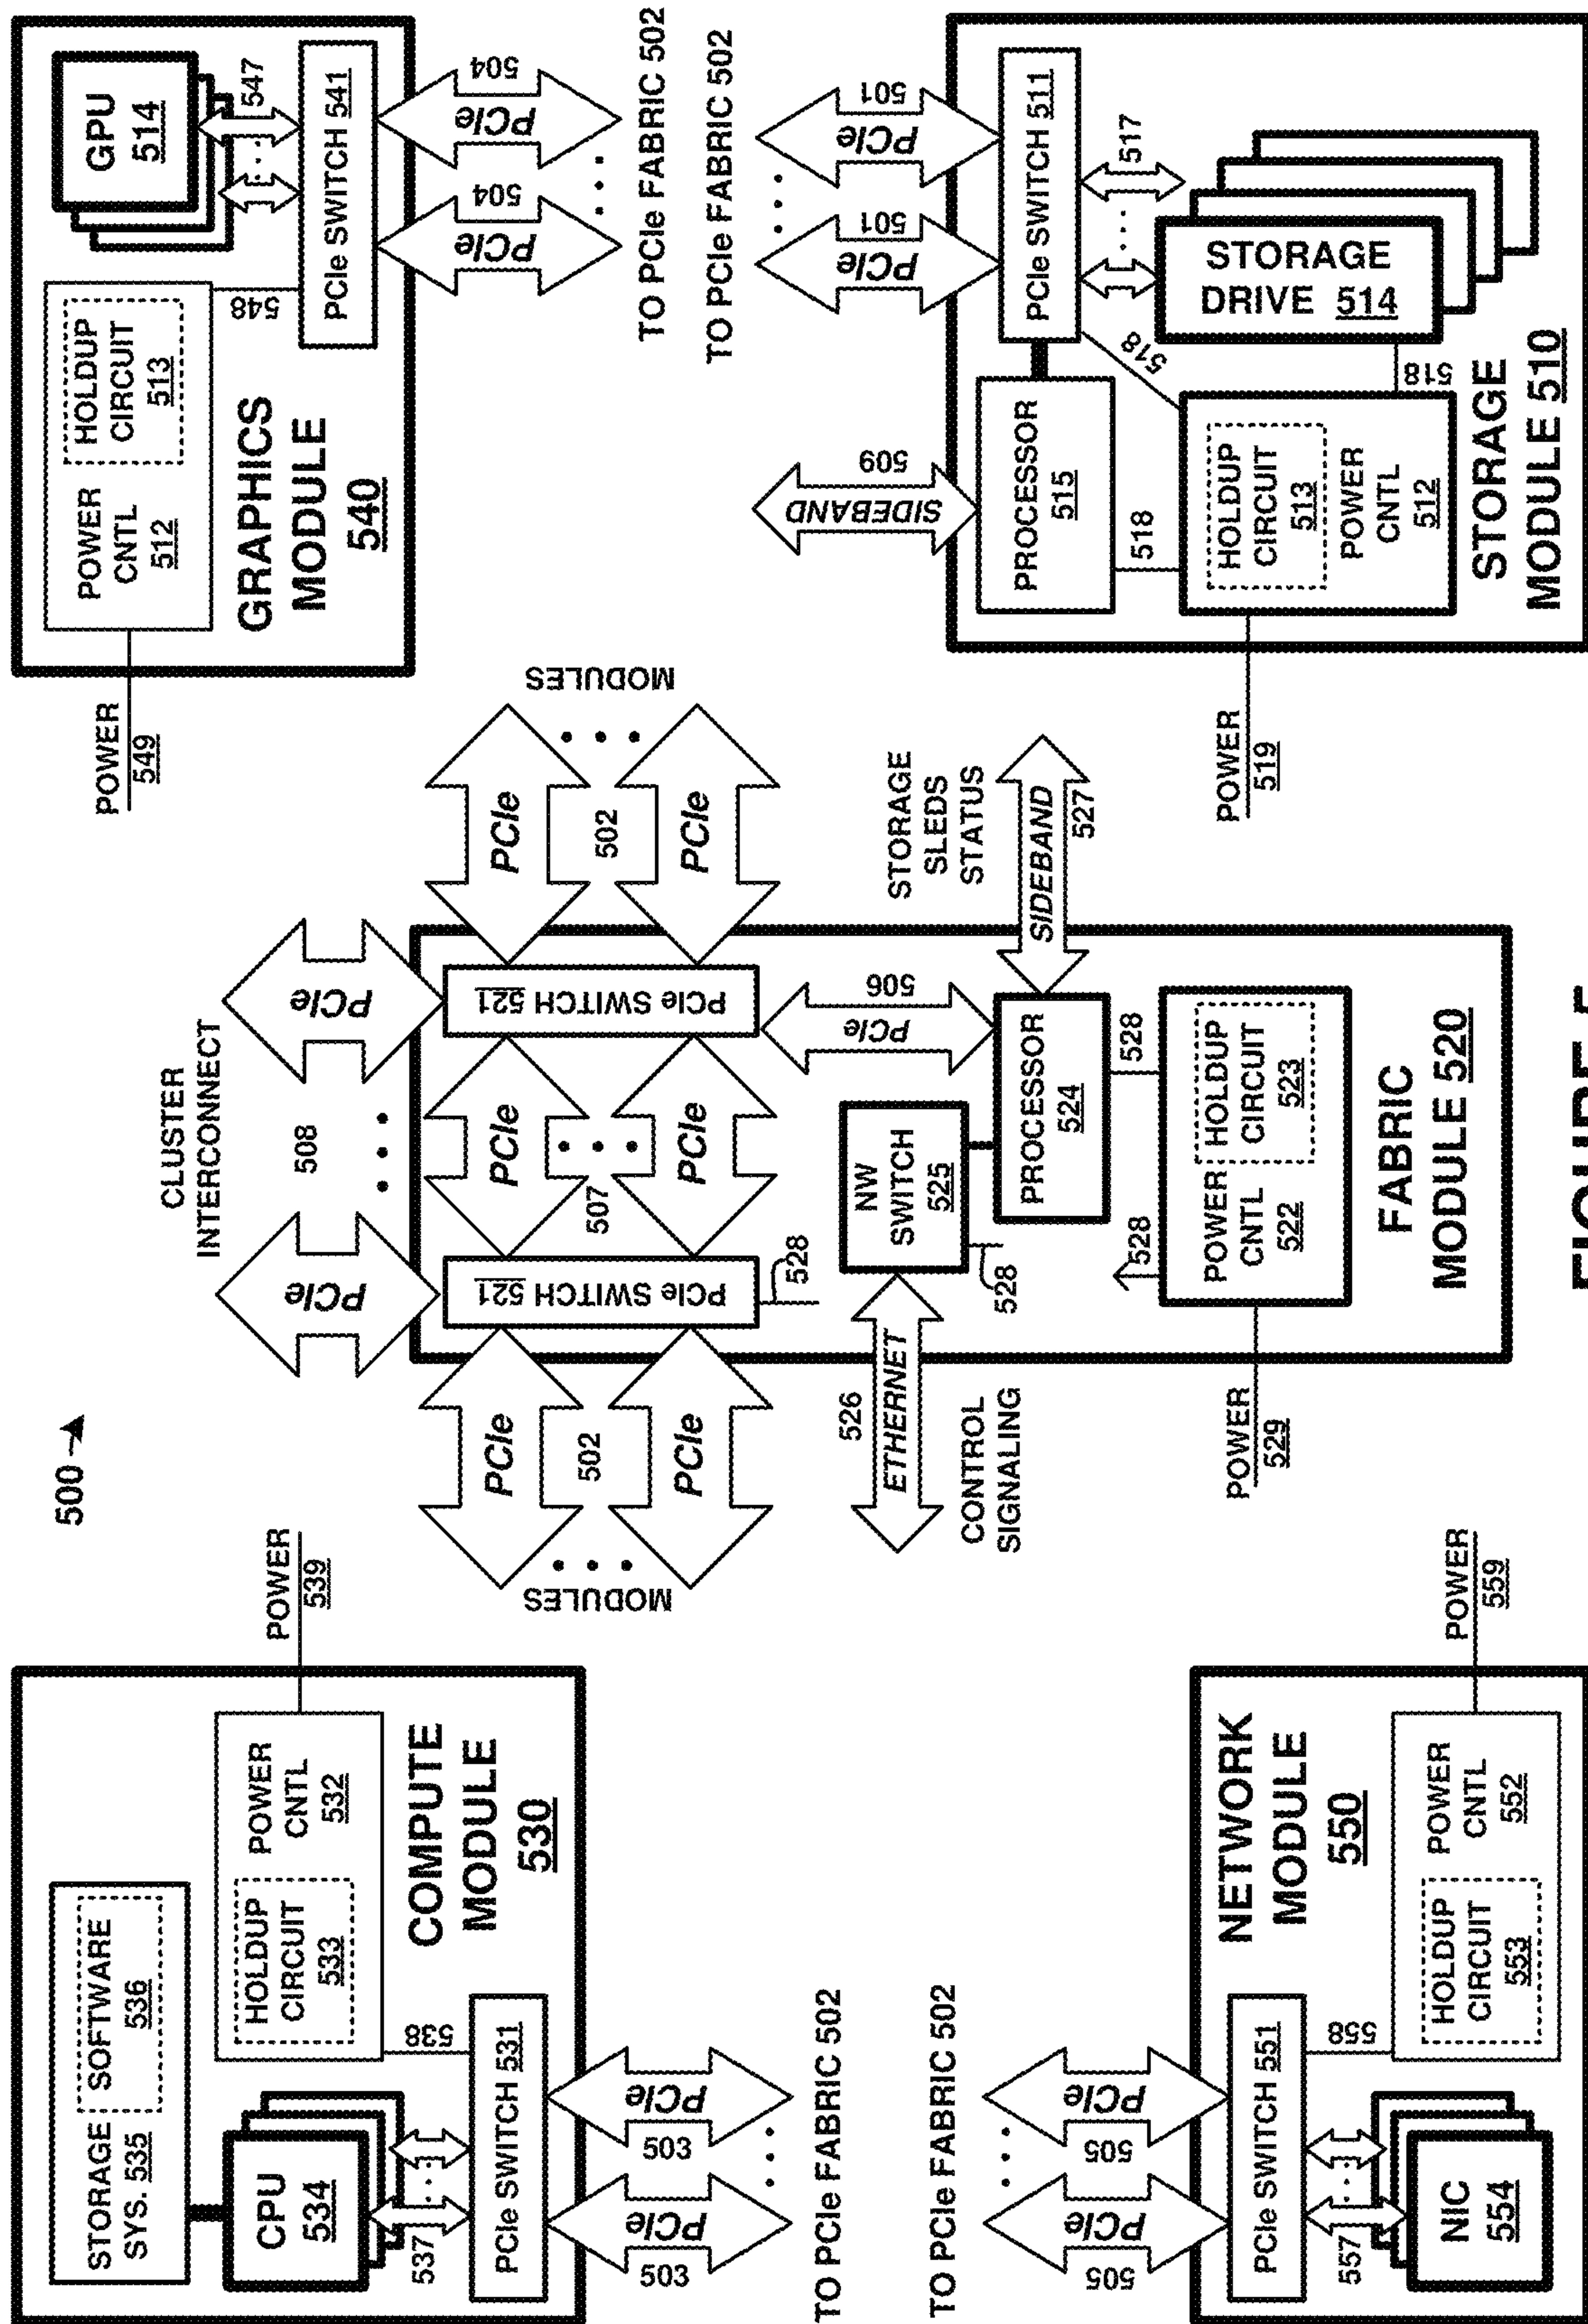 500
COMPUTE
MODULE
530
STORAGE
SYS. 535
SOFTWARE
536
CPU
534
537
HOLDUP
CIRCUIT
533
POWER
CNTL
532
538
PCIe SWITCH 531
POWER
539
PCIe
503
PCIe
503
TO PCIe FABRIC 502
CLUSTER
INTERCONNECT
508
PCIe
PCIe
MODULES
PCIe
502
PCIe
PCIe SWITCH 521
528
PCIe
507
PCIe
PCIe SWITCH 521
PCIe
502
PCIe
MODULES
PCIe
506
526
ETHERNET
CONTROL
SIGNALING
NW
SWITCH
525
528
PROCESSOR
524
STORAGE
SLEDS
STATUS
SIDEBAND
527
528
528
POWER
CNTL
522
HOLDUP
CIRCUIT
523
POWER
529
FABRIC
MODULE 520
POWER
549
POWER
CNTL
512
HOLDUP
CIRCUIT
513
GPU
514
547
548
PCIe SWITCH 541
GRAPHICS
MODULE
540
PCIe
504
PCIe
504
TO PCIe FABRIC 502
TO PCIe FABRIC 502
PCIe
505
PCIe
505
PCIe SWITCH 551
557
558
NIC
554
HOLDUP
CIRCUIT
553
POWER
CNTL
552
NETWORK
MODULE
550
POWER
559
TO PCIe FABRIC 502
SIDEBAND
509
PCIe
501
PCIe
501
PROCESSOR
515
PCIe SWITCH 511
517
518
518
518
STORAGE
DRIVE 514
HOLDUP
CIRCUIT
513
POWER
CNTL
512
POWER
519
STORAGE
MODULE 510